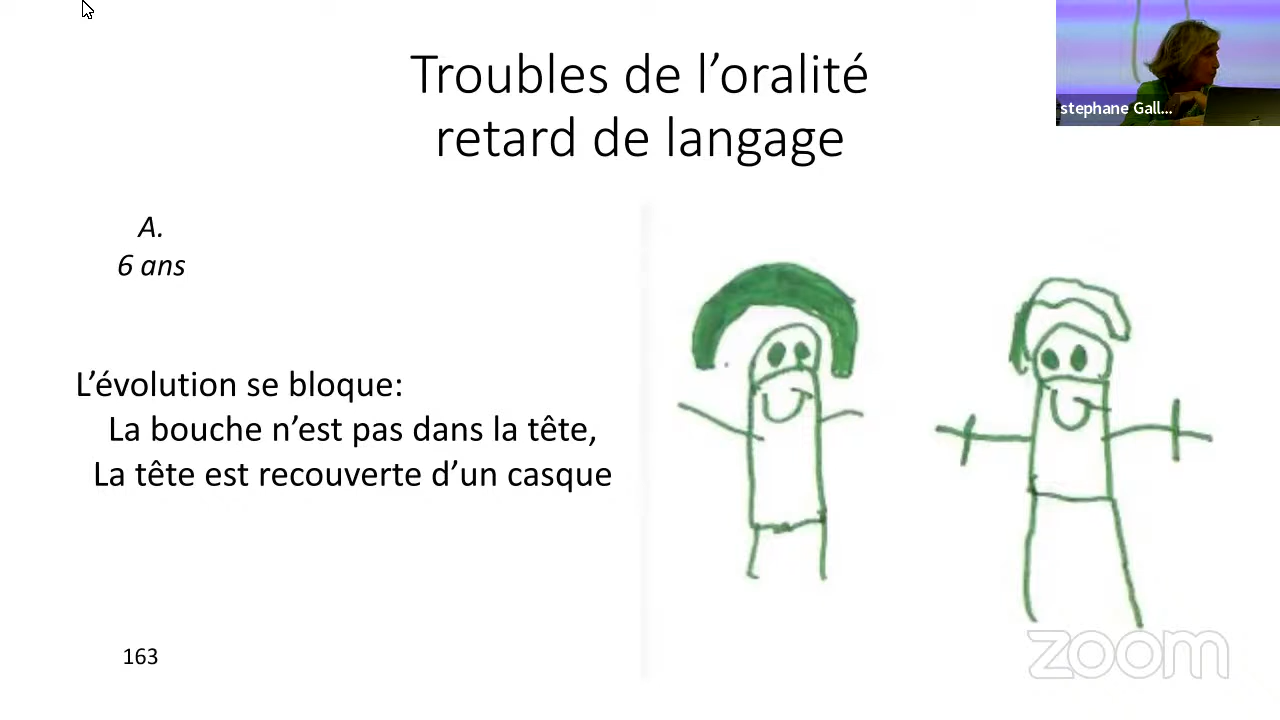 Troubles de l’oralité
retard de langage
stephane Gall...
A.
6 ans
L’évolution se bloque:
La bouche n’est pas dans la tête,
La tête est recouverte d’un casque
163
zoom